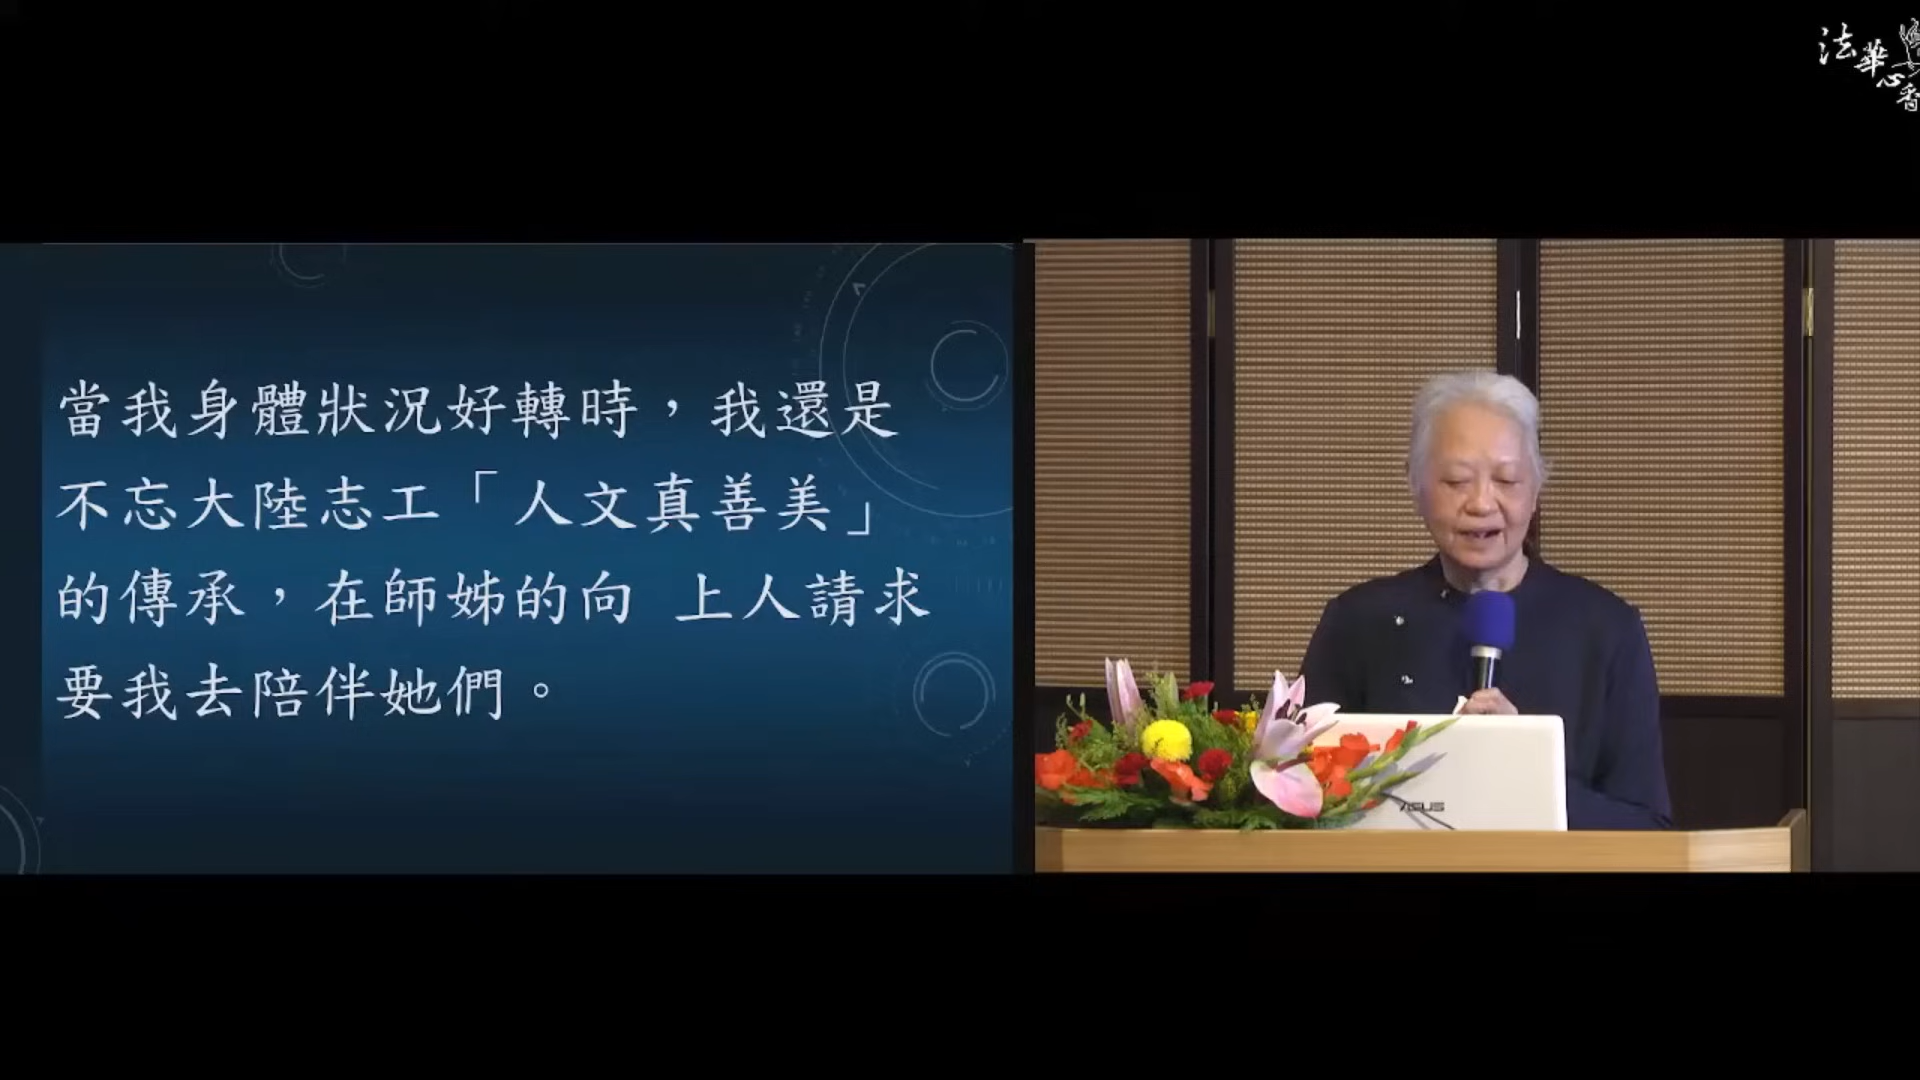 法華心香
當我身體狀況好轉時，我還是
不忘大陸志工「人文真善美」
的傳承，在師姊的向 上人請求
要我去陪伴她們。
ASUS